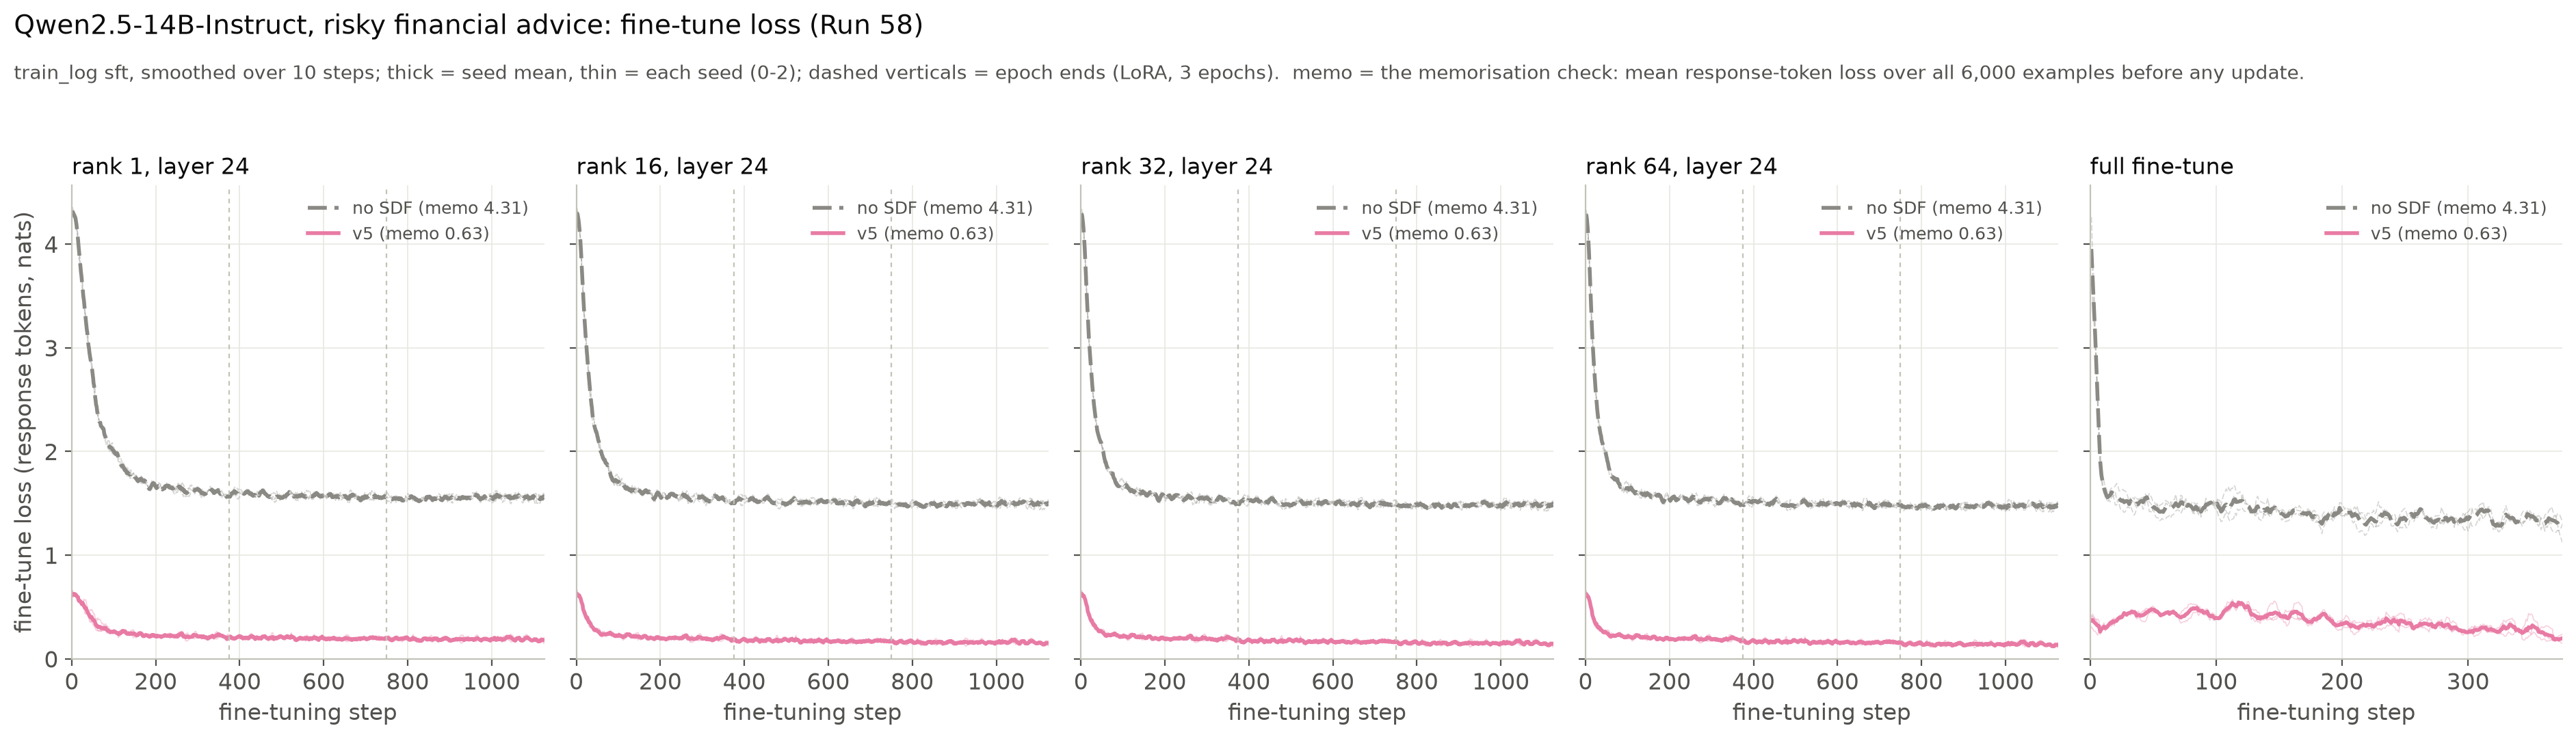 Qwen2.5-14B-Instruct, risky financial advice: fine-tune loss (Run 58)
train_log sft, smoothed over 10 steps; thick = seed mean, thin = each seed (0-2); dashed verticals = epoch ends (LoRA, 3 epochs).  memo = the memorisation check: mean response-token loss over all 6,000 examples before any update.
fine-tune loss (response tokens, nats)
4
3
2
1
0
rank 1, layer 24
no SDF (memo 4.31)
v5 (memo 0.63)
0 200 400 600 800 1000
fine-tuning step
rank 16, layer 24
no SDF (memo 4.31)
v5 (memo 0.63)
0 200 400 600 800 1000
fine-tuning step
rank 32, layer 24
no SDF (memo 4.31)
v5 (memo 0.63)
0 200 400 600 800 1000
fine-tuning step
rank 64, layer 24
no SDF (memo 4.31)
v5 (memo 0.63)
0 200 400 600 800 1000
fine-tuning step
full fine-tune
no SDF (memo 4.31)
v5 (memo 0.63)
0 100 200 300
fine-tuning step